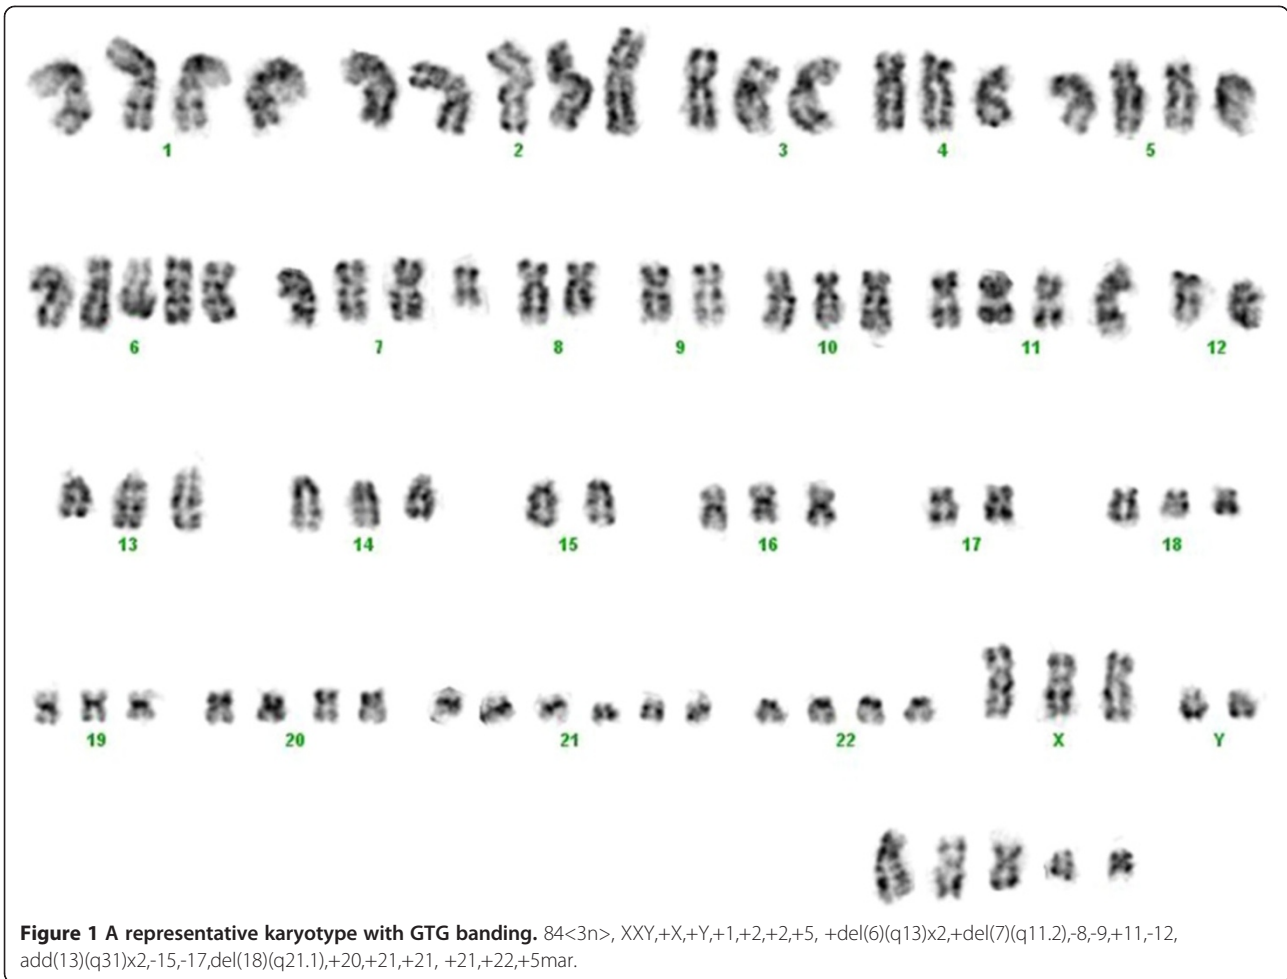 1 2 3 4 5
6 7 8 9 10 11 12
13 14 15 16 17 18
19 20 21 22 X Y
Figure 1 A representative karyotype with GTG banding. 84<3n>, XXY,+X,+Y,+1,+2,+2,+5, +del(6)(q13)x2,+del(7)(q11.2),-8,-9,+11,-12,
add(13)(q31)x2,-15,-17,del(18)(q21.1),+20,+21,+21, +21,+22,+5mar.